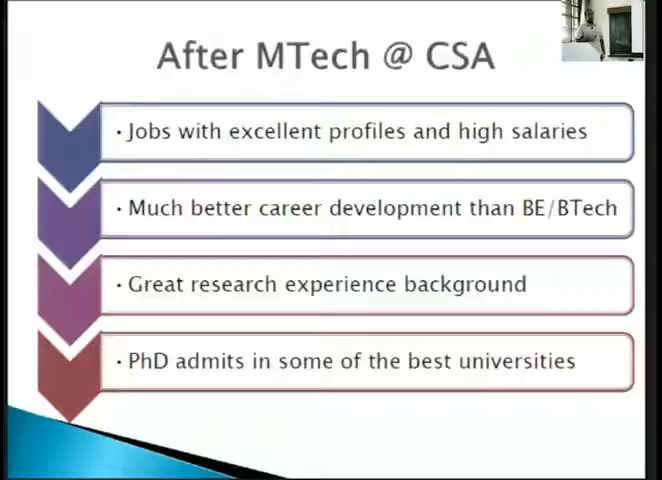 After MTech @ CSA
• Jobs with excellent profiles and high salaries
• Much better career development than BE/BTech
• Great research experience background
• PhD admits in some of the best universities